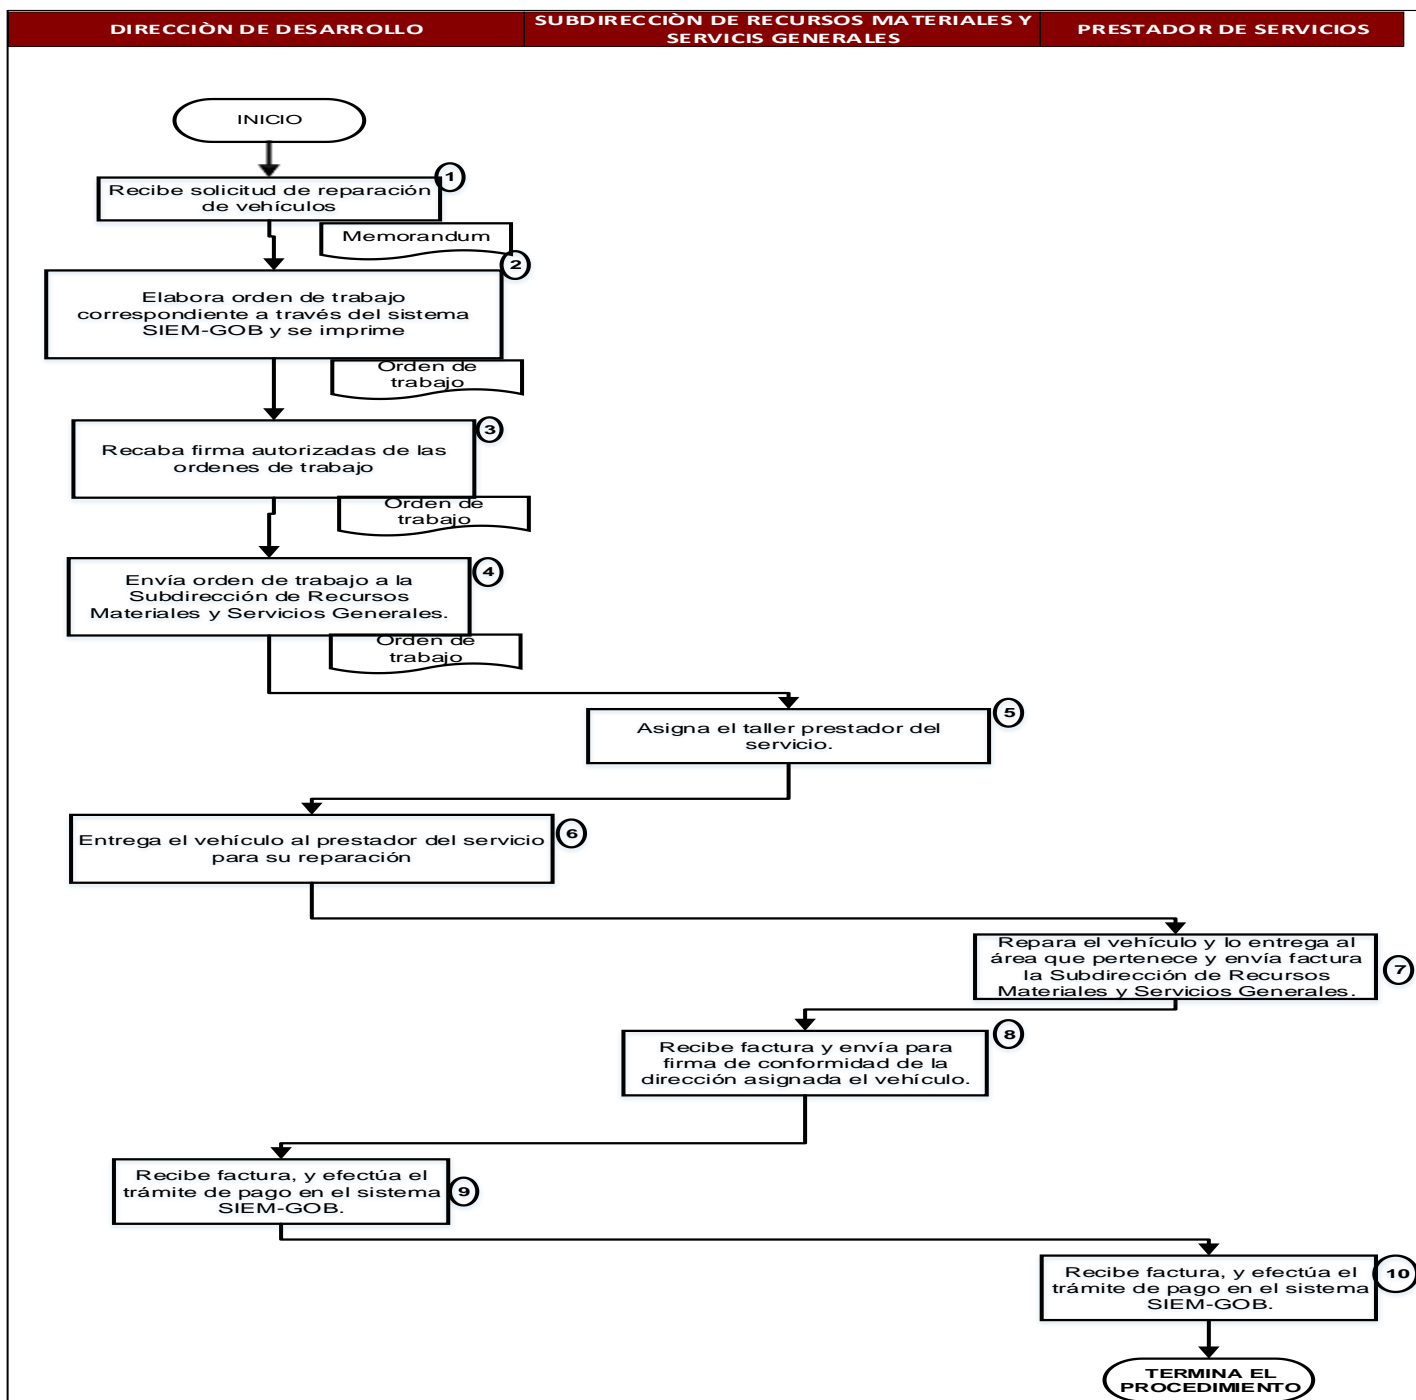 DIRECCIÒN DE DESARROLLO
SUBDIRECCIÒN DE RECURSOS MATERIALES Y
SERVICIS GENERALES
PRESTADOR DE SERVICIOS
INICIO
1
Recibe solicitud de reparación
de vehículos
Memorandum
2
Elabora orden de trabajo
correspondiente a través del sistema
SIEM-GOB y se imprime
Orden de
trabajo
3
Recaba firma autorizadas de las
ordenes de trabajo
Orden de
trabajo
4
Envía orden de trabajo a la
Subdirección de Recursos
Materiales y Servicios Generales.
Orden de
trabajo
5
Asigna el taller prestador del
servicio.
6
Entrega el vehículo al prestador del servicio
para su reparación
7
Repara el vehículo y lo entrega al
área que pertenece y envía factura
la Subdirección de Recursos
Materiales y Servicios Generales.
8
Recibe factura y envía para
firma de conformidad de la
dirección asignada el vehículo.
9
Recibe factura, y efectúa el
trámite de pago en el sistema
SIEM-GOB.
10
Recibe factura, y efectúa el
trámite de pago en el sistema
SIEM-GOB.
TERMINA EL
PROCEDIMIENTO